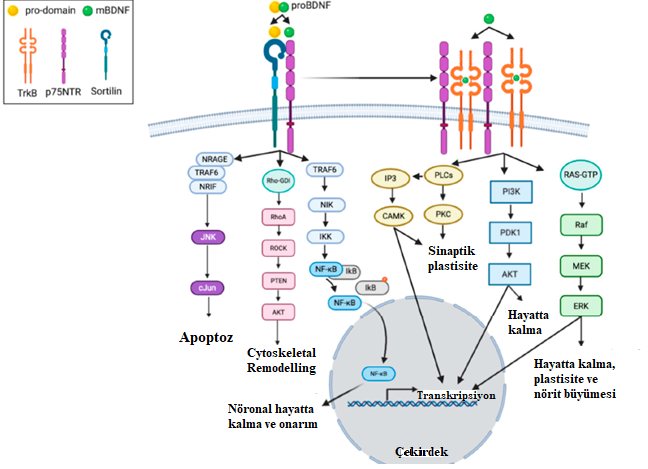 pro-domain
mBDNF
TrkB
p75NTR
Sortilin
proBDNF
NRAGE
TRAF6
NRIF
JNK
cJun
Apoptoz
Rho-GDI
RhoA
ROCK
PTEN
AKT
Cytoskeletal
Remodelling
TRAF6
NIK
IKK
NF-κB
IkB
IkB
NF-κB
NF-κB
Nöronal hayatta
kalma ve onarım
IP3
PLCs
CAMK
PKC
Sinaptik
plastisite
PI3K
PDK1
AKT
Hayatta
kalma
RAS-GTP
Raf
MEK
ERK
Hayatta kalma,
plastisite ve
nörit büyümesi
Transkripsiyon
Çekirdek